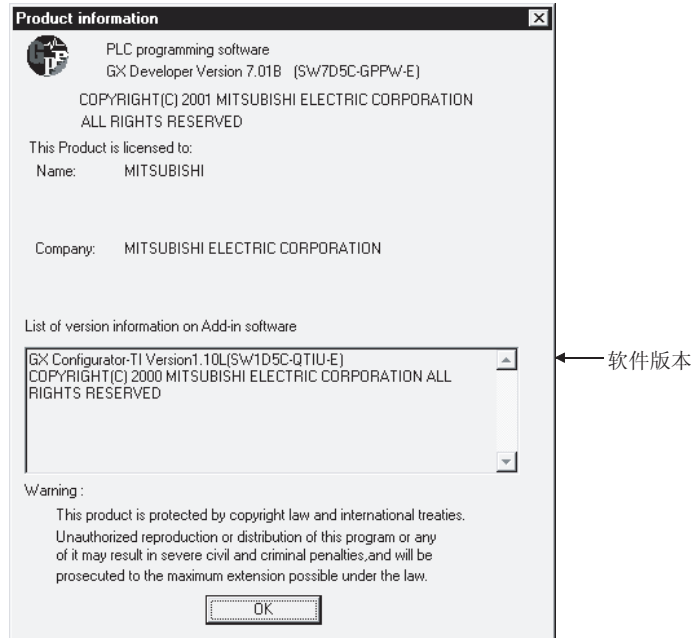 Product information
PLC programming software
GX Developer Version 7.01B (SW7D5C-GPPW-E)
COPYRIGHT(C) 2001 MITSUBISHI ELECTRIC CORPORATION
ALL RIGHTS RESERVED
This Product is licensed to:
Name: MITSUBISHI
Company: MITSUBISHI ELECTRIC CORPORATION
List of version information on Add-in software
GX Configurator-TI Version1.10L(SW1D5C-QTIU-E)
COPYRIGHT(C) 2000 MITSUBISHI ELECTRIC CORPORATION ALL
RIGHTS RESERVED
软件版本
Warning :
This product is protected by copyright law and international treaties.
Unauthorized reproduction or distribution of this program or any
of it may result in severe civil and criminal penalties,and will be
prosecuted to the maximum extension possible under the law.
OK